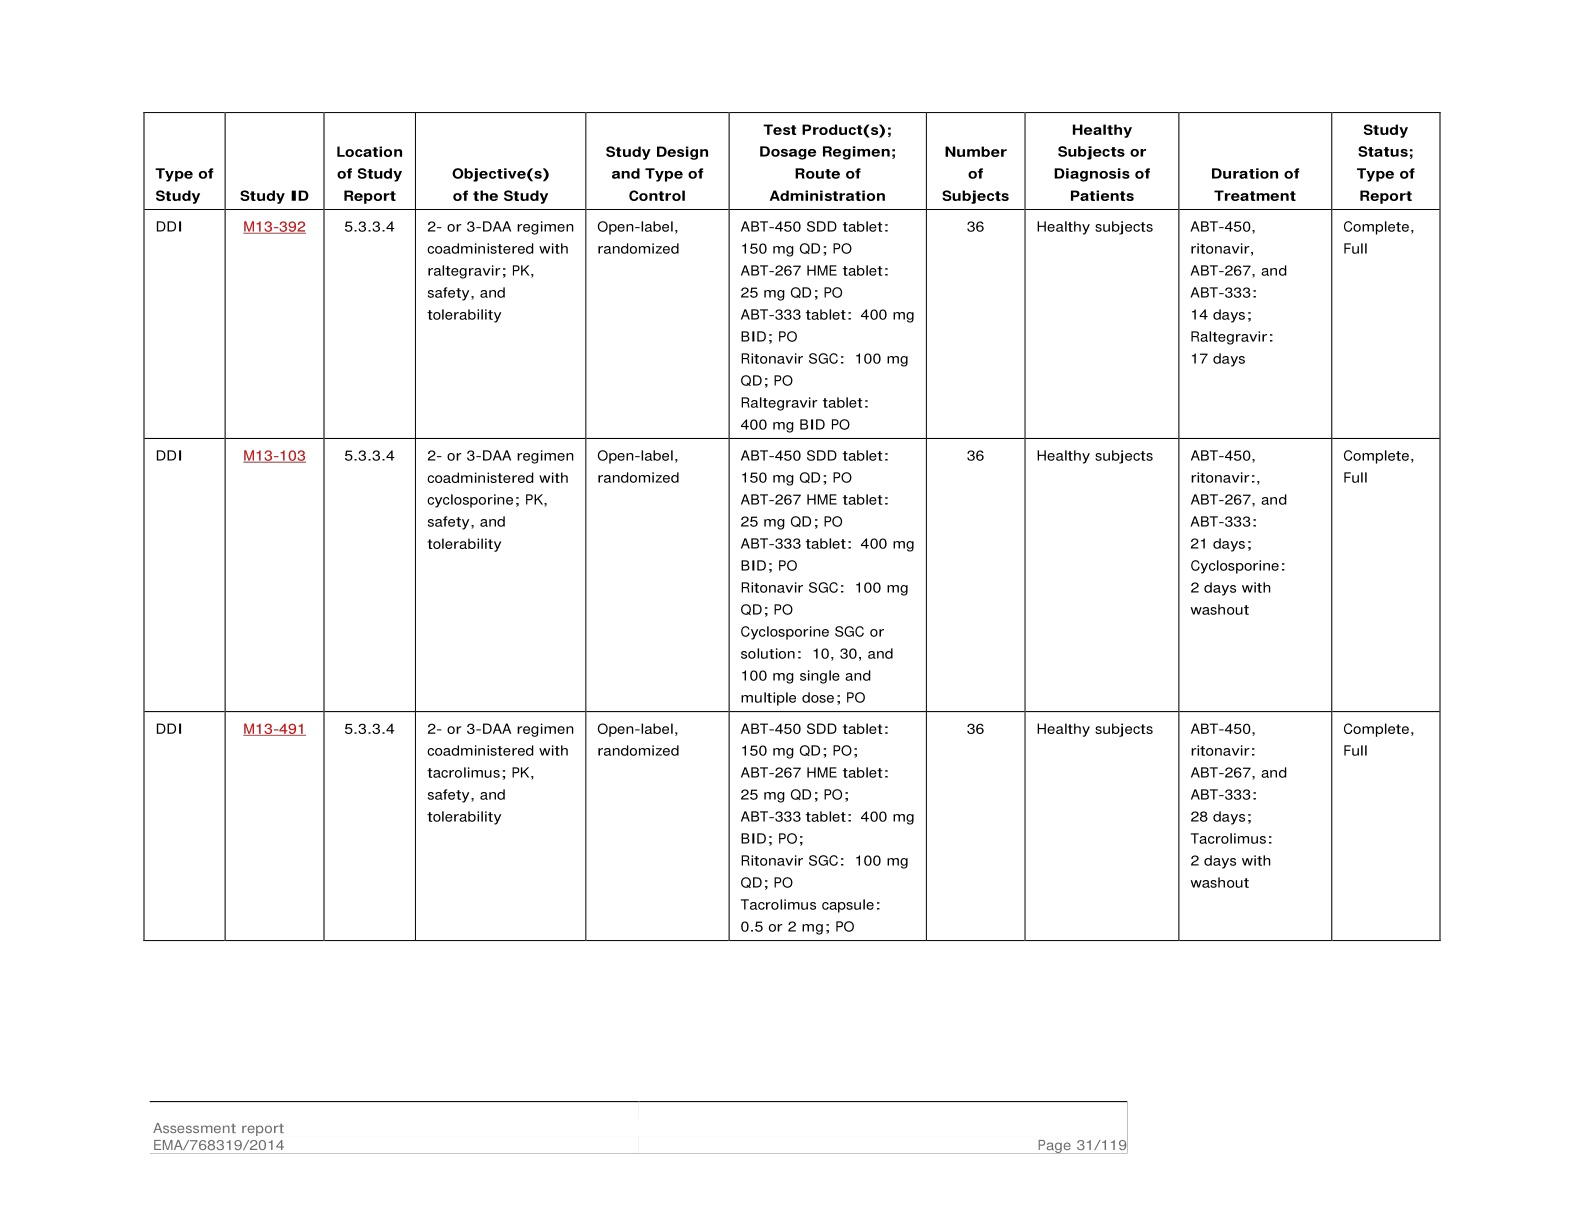 Type of
Study
Study ID
Location
of Study
Report
Objective(s)
of the Study
Study Design
and Type of
Control
Test Product(s);
Dosage Regimen;
Route of
Administration
Number
of
Subjects
Healthy
Subjects or
Diagnosis of
Patients
Duration of
Treatment
Study
Status;
Type of
Report
DDI
M13-392
5.3.3.4
2- or 3-DAA regimen
coadministered with
raltegravir; PK,
safety, and
tolerability
Open-label,
randomized
ABT-450 SDD tablet:
150 mg QD; PO
ABT-267 HME tablet:
25 mg QD; PO
ABT-333 tablet: 400 mg
BID; PO
Ritonavir SGC: 100 mg
QD; PO
Raltegravir tablet:
400 mg BID PO
36
Healthy subjects
ABT-450,
ritonavir,
ABT-267, and
ABT-333:
14 days;
Raltegravir:
17 days
Complete,
Full
DDI
M13-103
5.3.3.4
2- or 3-DAA regimen
coadministered with
cyclosporine; PK,
safety, and
tolerability
Open-label,
randomized
ABT-450 SDD tablet:
150 mg QD; PO
ABT-267 HME tablet:
25 mg QD; PO
ABT-333 tablet: 400 mg
BID; PO
Ritonavir SGC: 100 mg
QD; PO
Cyclosporine SGC or
solution: 10, 30, and
100 mg single and
multiple dose; PO
36
Healthy subjects
ABT-450,
ritonavir:,
ABT-267, and
ABT-333:
21 days;
Cyclosporine:
2 days with
washout
Complete,
Full
DDI
M13-491
5.3.3.4
2- or 3-DAA regimen
coadministered with
tacrolimus; PK,
safety, and
tolerability
Open-label,
randomized
ABT-450 SDD tablet:
150 mg QD; PO;
ABT-267 HME tablet:
25 mg QD; PO;
ABT-333 tablet: 400 mg
BID; PO;
Ritonavir SGC: 100 mg
QD; PO
Tacrolimus capsule:
0.5 or 2 mg; PO
36
Healthy subjects
ABT-450,
ritonavir:
ABT-267, and
ABT-333:
28 days;
Tacrolimus:
2 days with
washout
Complete,
Full
Assessment report
EMA/768319/2014
Page 31/119